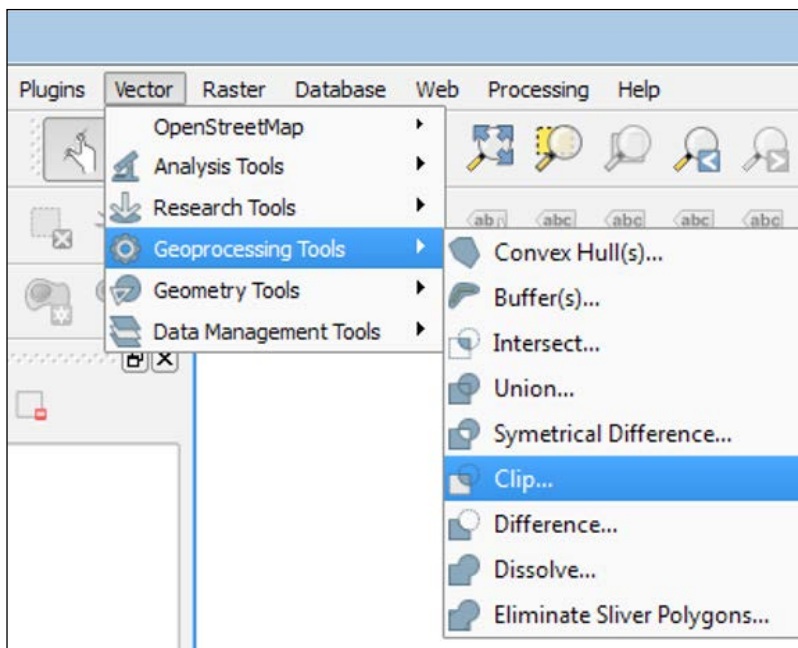 Plugins Vector Raster Database Web Processing Help
OpenStreetMap
Analysis Tools
Research Tools
abc abc abc abc
Geoprocessing Tools
Convex Hull(s)...
Buffer(s)...
Geometry Tools
Intersect...
Data Management Tools
Union...
Symetrical Difference...
Clip...
Difference...
Dissolve...
Eliminate Sliver Polygons...